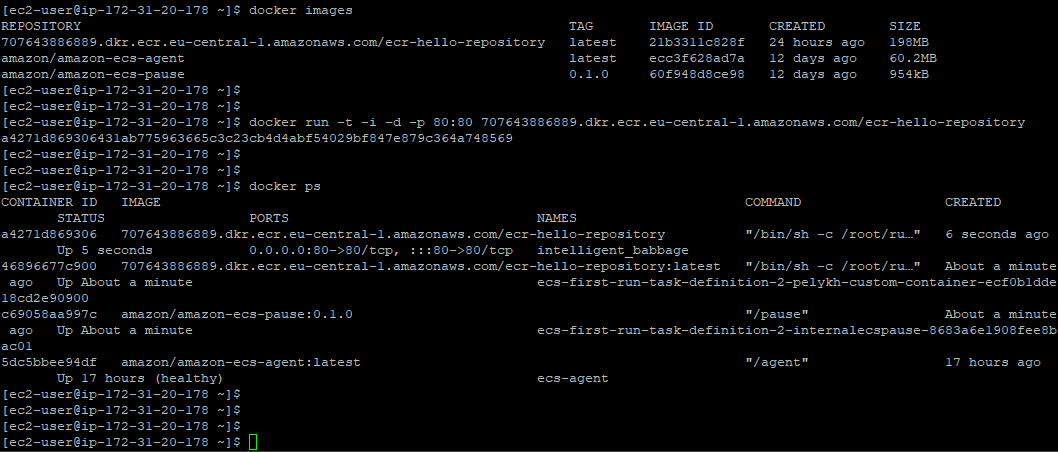 [ec2-user@ip-172-31-20-178 ~]$ docker images
REPOSITORY TAG IMAGE ID CREATED SIZE
707643886889.dkr.ecr.eu-central-1.amazonaws.com/ecr-hello-repository latest 21b3311c828f 24 hours ago 198MB
amazon/amazon-ecs-agent latest ecc3f628ad7a 12 days ago 60.2MB
amazon/amazon-ecs-pause 0.1.0 60f948d8ce98 12 days ago 954kB
[ec2-user@ip-172-31-20-178 ~]$
[ec2-user@ip-172-31-20-178 ~]$
[ec2-user@ip-172-31-20-178 ~]$ docker run -t -i -d -p 80:80 707643886889.dkr.ecr.eu-central-1.amazonaws.com/ecr-hello-repository
a4271d869306431ab775963665c3c23cb4d4abf54029bf847e879c364a748569
[ec2-user@ip-172-31-20-178 ~]$
[ec2-user@ip-172-31-20-178 ~]$
[ec2-user@ip-172-31-20-178 ~]$ docker ps
CONTAINER ID IMAGE COMMAND CREATED
STATUS PORTS NAMES
a4271d869306 707643886889.dkr.ecr.eu-central-1.amazonaws.com/ecr-hello-repository "/bin/sh -c /root/ru…" 6 seconds ago
Up 5 seconds 0.0.0.0:80->80/tcp, :::80->80/tcp intelligent_babbage
46896677c900 707643886889.dkr.ecr.eu-central-1.amazonaws.com/ecr-hello-repository:latest "/bin/sh -c /root/ru…" About a minute
ago Up About a minute ecs-first-run-task-definition-2-pelykh-custom-container-ecf0b1dde
18cd2e90900
c69058aa997c amazon/amazon-ecs-pause:0.1.0 "/pause" About a minute
ago Up About a minute ecs-first-run-task-definition-2-internalecspause-8683a6e1908fee8b
ac01
5dc5bbee94df amazon/amazon-ecs-agent:latest "/agent" 17 hours ago
Up 17 hours (healthy) ecs-agent
[ec2-user@ip-172-31-20-178 ~]$
[ec2-user@ip-172-31-20-178 ~]$
[ec2-user@ip-172-31-20-178 ~]$
[ec2-user@ip-172-31-20-178 ~]$